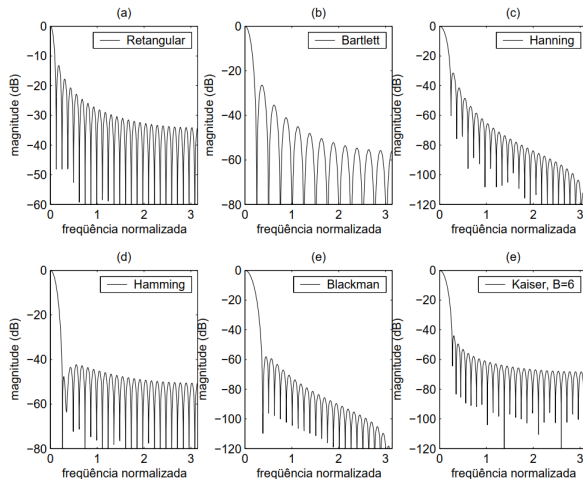 (a)
magnitude (dB)
0
−10
−20
−30
−40
−50
−60
Retangular
0 1 2 3
freqüência normalizada
(b)
magnitude (dB)
0
−20
−40
−60
−80
Bartlett
0 1 2 3
freqüência normalizada
(c)
magnitude (dB)
0
−20
−40
−60
−80
−100
−120
Hanning
0 1 2 3
freqüência normalizada
(d)
magnitude (dB)
0
−20
−40
−60
−80
Hamming
0 1 2 3
freqüência normalizada
(e)
magnitude (dB)
0
−20
−40
−60
−80
−100
−120
Blackman
0 1 2 3
freqüência normalizada
(e)
magnitude (dB)
0
−20
−40
−60
−80
−100
−120
Kaiser, B=6
0 1 2 3
freqüência normalizada